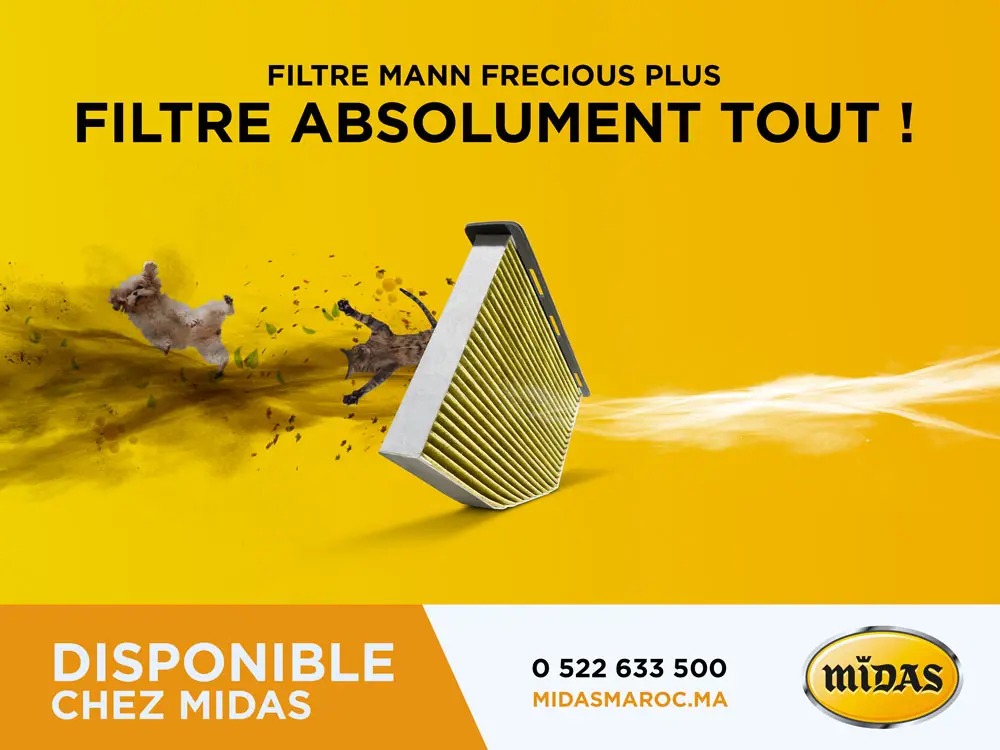 FILTRE MANN FRECIOUS PLUS
FILTRE ABSOLUMENT TOUT !
DISPONIBLE
CHEZ MIDAS
0 522 633 500
MIDASMAROC.MA
MIDAS